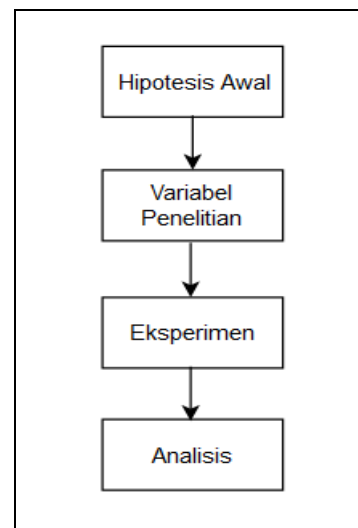 Hipotesis Awal
Variabel
Penelitian
Eksperimen
Analisis